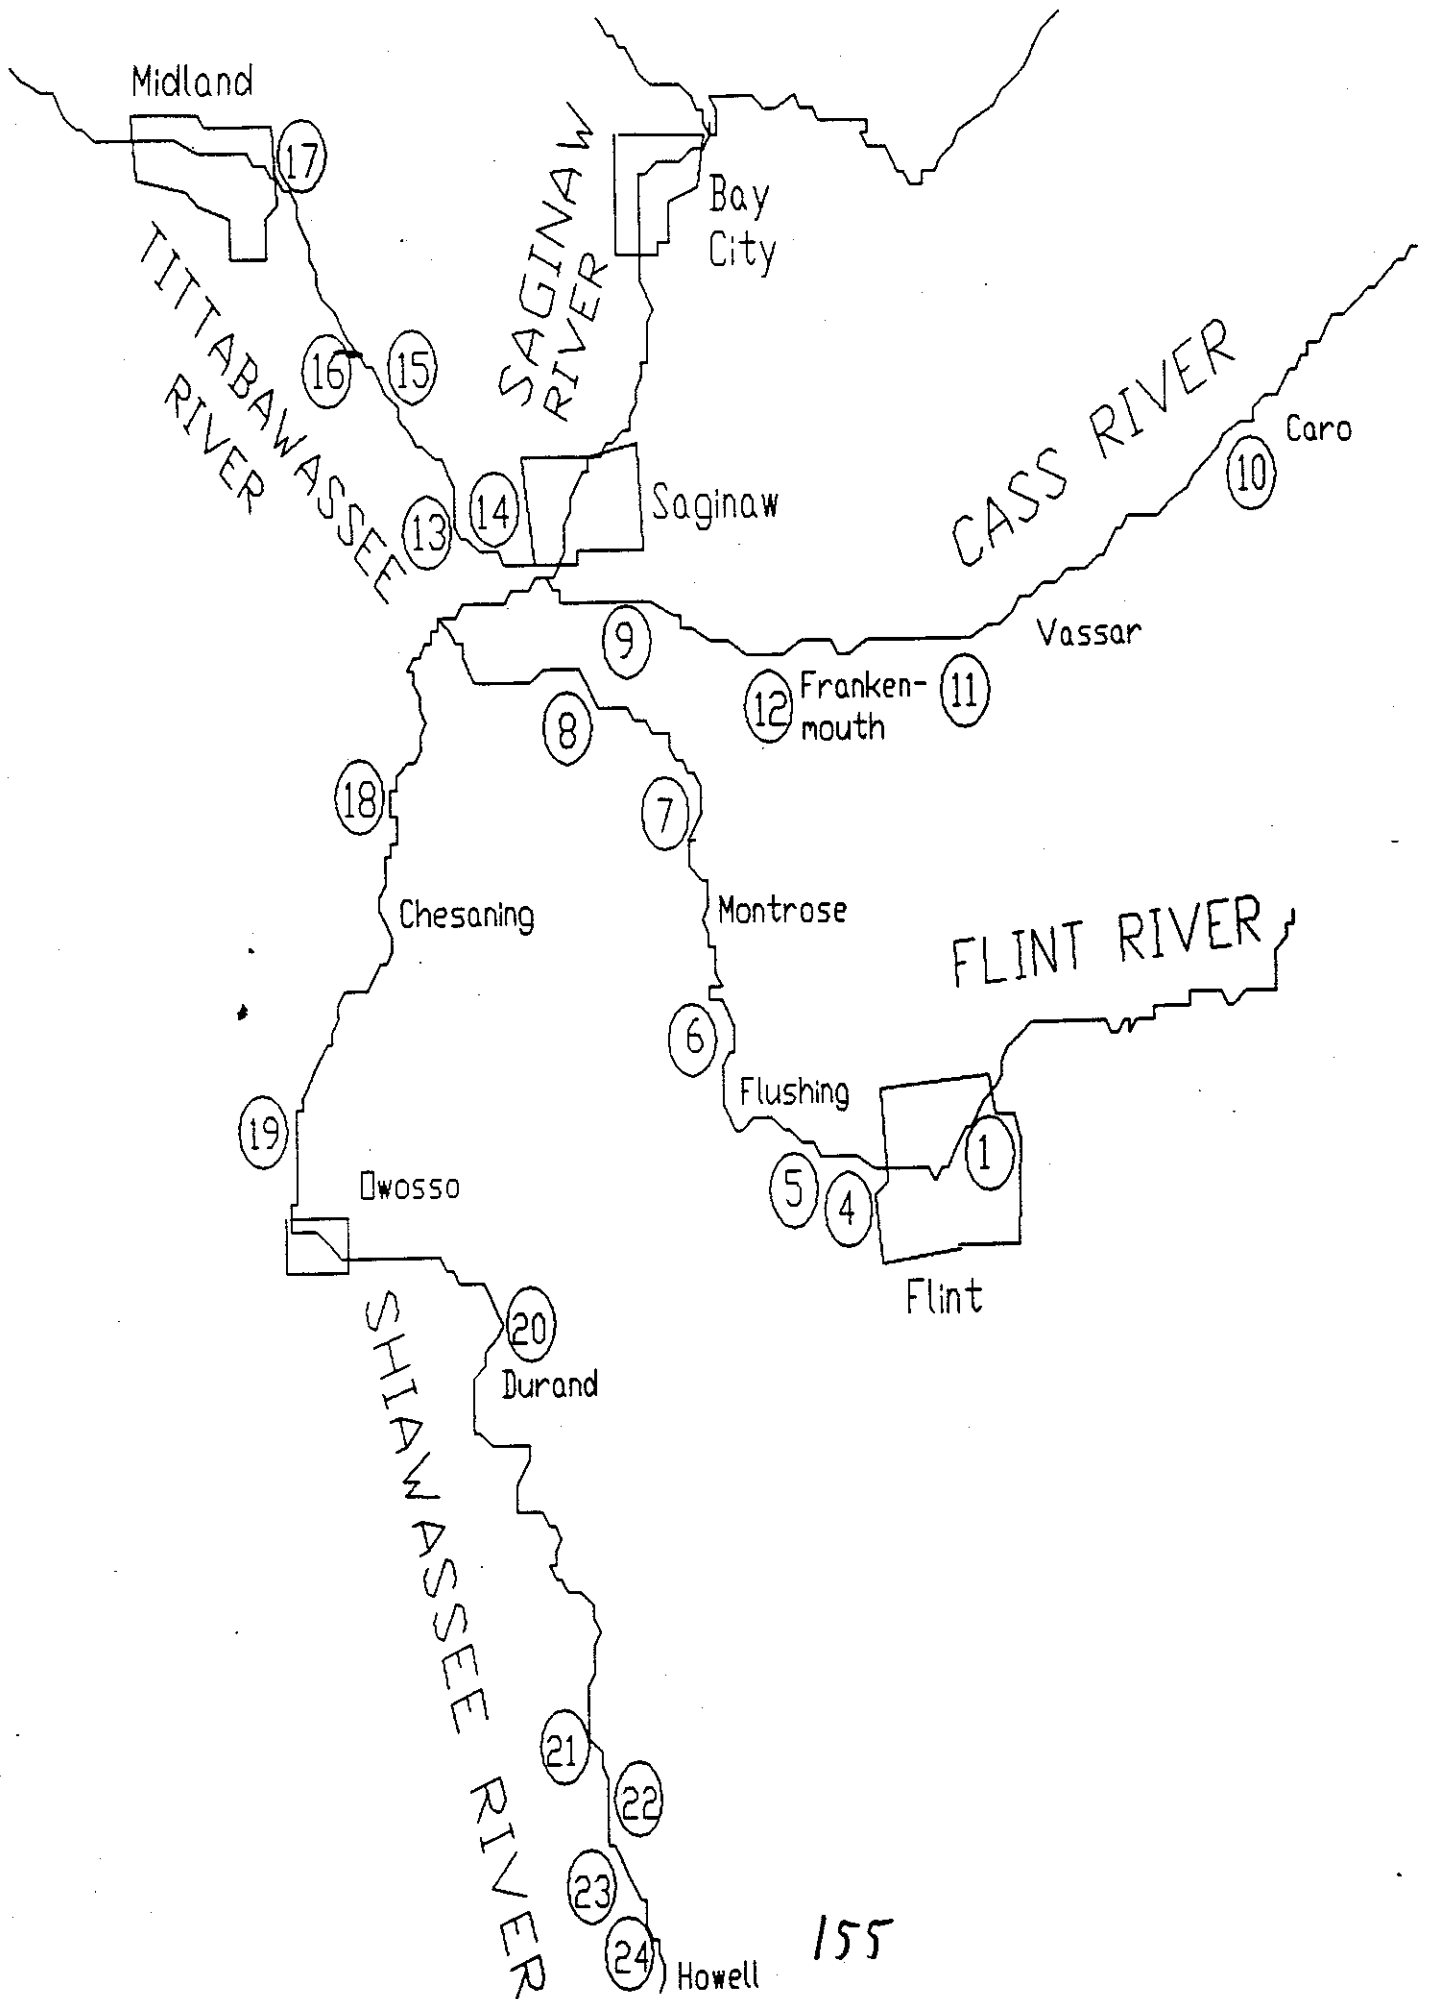 Midland
17
SAGINAW
RIVER
Bay
City
TITTABAWASSEE
RIVER
16
15
CASS RIVER
Caro
10
14
13
Saginaw
9
Vassar
12
Franken-
mouth
11
8
18
7
Chesaning
Montrose
FLINT RIVER
6
Flushing
19
1
5
4
Owosso
Flint
20
Durand
SHIAWASSEE RIVER
21
22
23
24
Howell
155